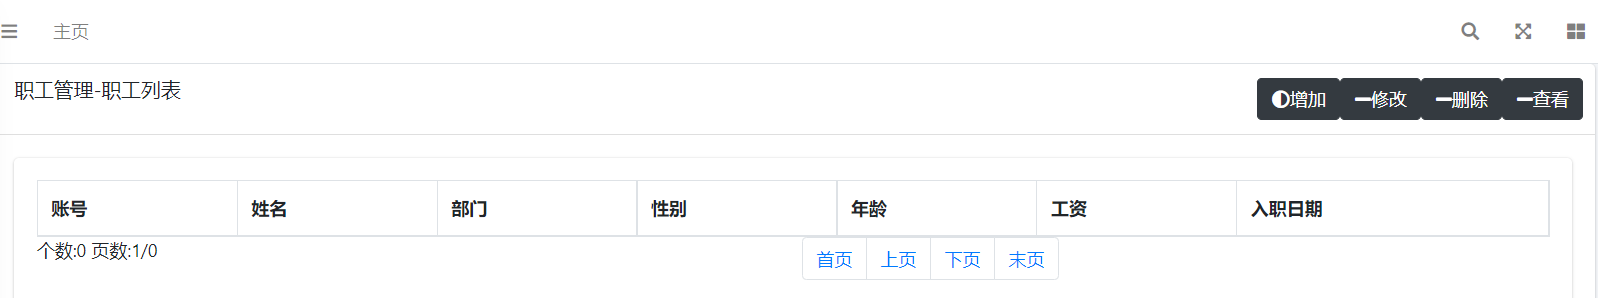 主页
职工管理-职工列表
增加 修改 删除 查看
账号 姓名 部门 性别 年龄 工资 入职日期
个数:0 页数:1/0
首页 上页 下页 末页